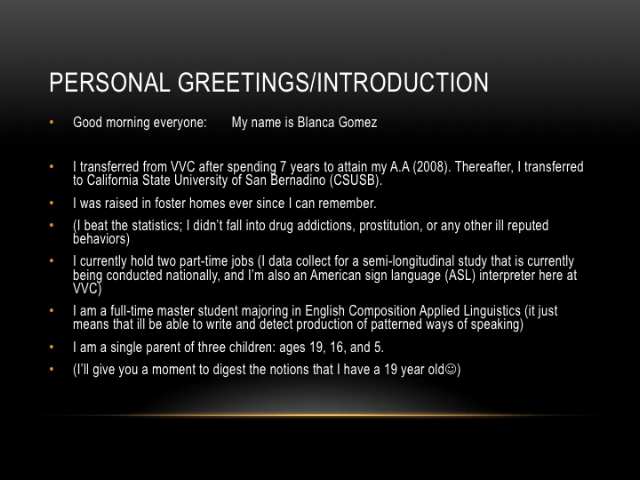 PERSONAL GREETINGS/INTRODUCTION
• Good morning everyone: My name is Blanca Gomez
• I transferred from VVC after spending 7 years to attain my A.A (2008). Thereafter, I transferred
to California State University of San Bernadino (CSUSB).
• I was raised in foster homes ever since I can remember.
• (I beat the statistics; I didn't fall into drug addictions, prostitution, or any other ill reputed
behaviors)
• I currently hold two part-time jobs (I data collect for a semi-longitudinal study that is currently
being conducted nationally, and I'm also an American sign language (ASL) interpreter here at
VVC)
• I am a full-time master student majoring in English Composition Applied Linguistics (it just
means that ill be able to write and detect production of patterned ways of speaking)
• I am a single parent of three children: ages 19, 16, and 5.
• (I'll give you a moment to digest the notions that I have a 19 year old☺)